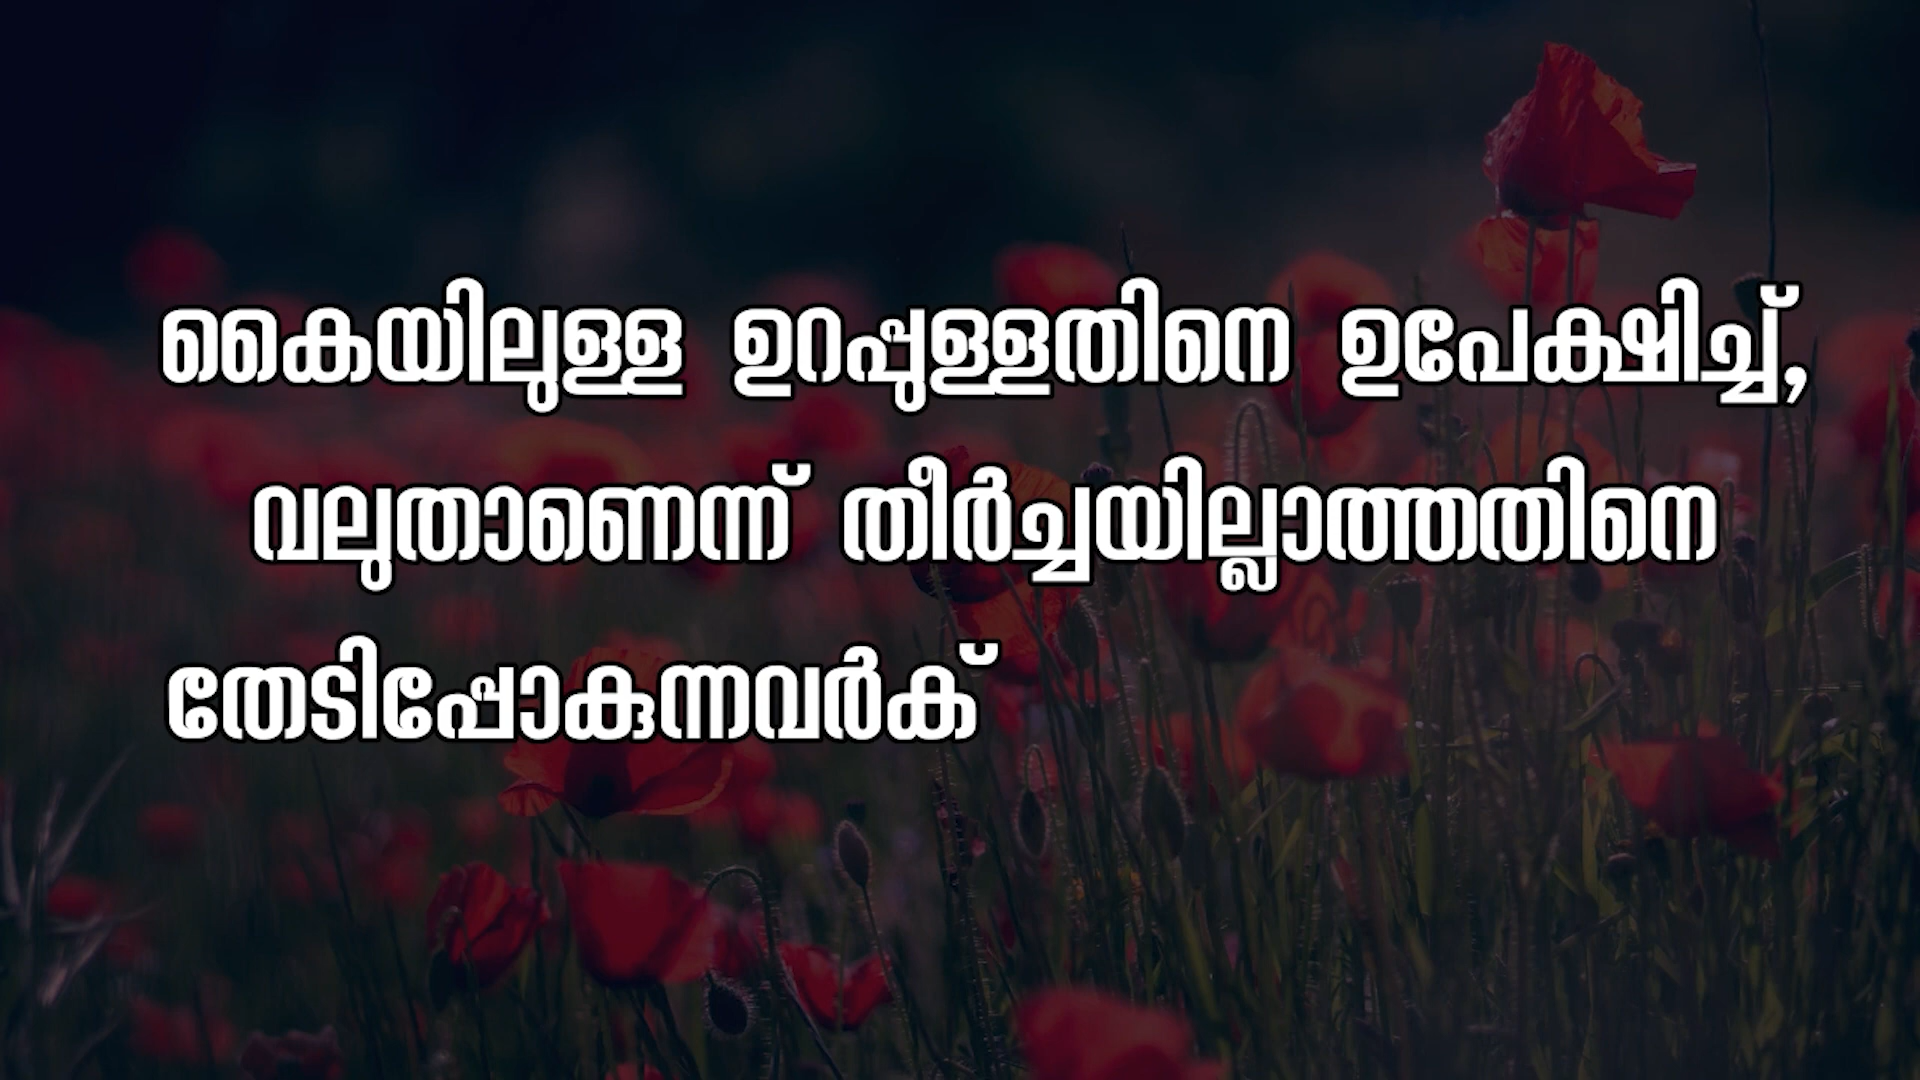 കൈയിലുള്ള ഉറപ്പുള്ളതിനെ ഉപേക്ഷിച്ച്,
വലുതാണെന്ന് തീർച്ചയില്ലാത്തതിനെ
തേടിപ്പോകുന്നവർക്